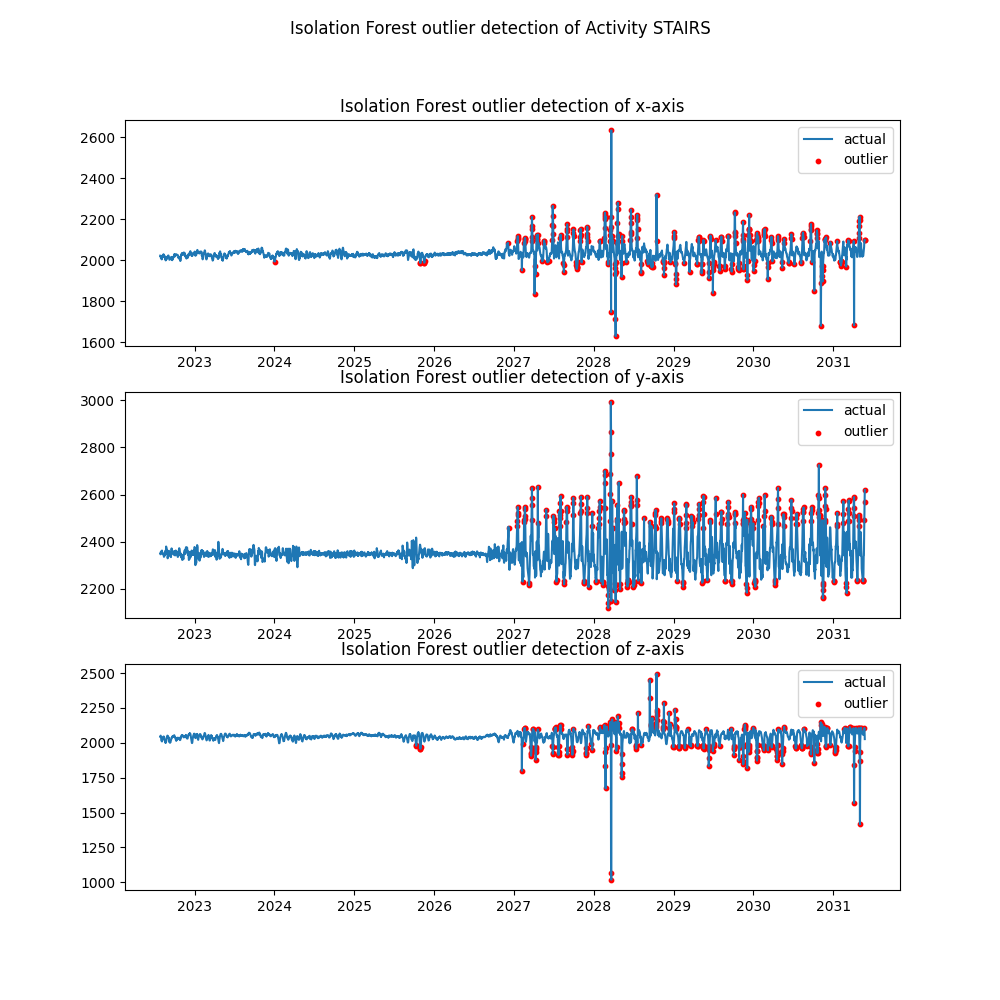 Isolation Forest outlier detection of Activity STAIRS
Isolation Forest outlier detection of x-axis
2600
2400
2200
2000
1800
1600
actual
outlier
2023 2024 2025 2026 2027 2028 2029 2030 2031
Isolation Forest outlier detection of y-axis
3000
2800
2600
2400
2200
actual
outlier
2023 2024 2025 2026 2027 2028 2029 2030 2031
Isolation Forest outlier detection of z-axis
2500
2250
2000
1750
1500
1250
1000
actual
outlier
2023 2024 2025 2026 2027 2028 2029 2030 2031